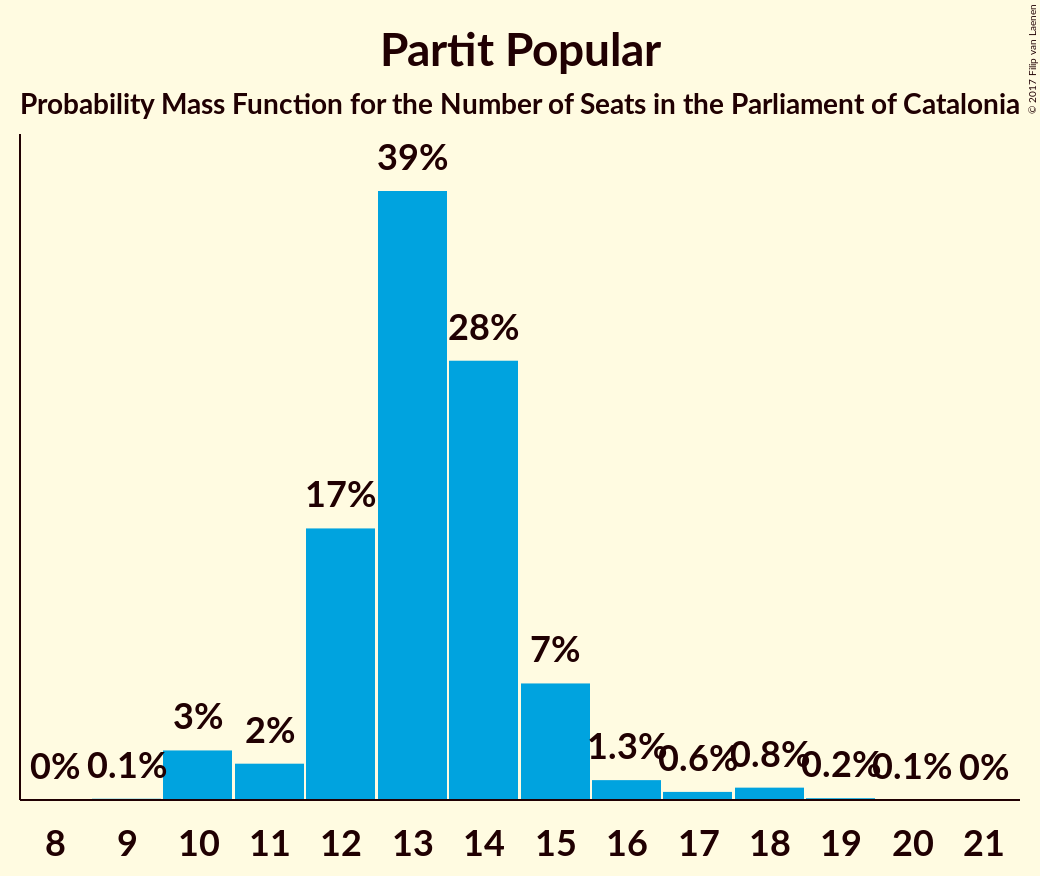 Partit Popular
Probability Mass Function for the Number of Seats in the Parliament of Catalonia
© 2017 Filip van Laenen
39%
28%
17%
7%
3%
2%
1.3%
0.6%
0.8%
0% 0.1% 0.2% 0.1% 0%
8 9 10 11 12 13 14 15 16 17 18 19 20 21